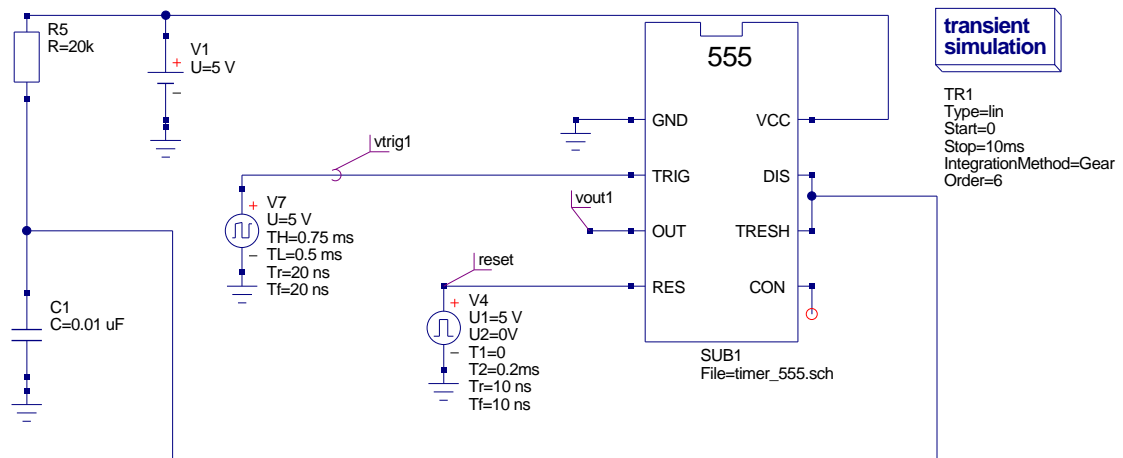 R5
R=20k
V1
U=5 V
+
–
555
GND
VCC
TRIG
DIS
OUT
TRESH
RES
CON
SUB1
File=timer_555.sch
transient
simulation
TR1
Type=lin
Start=0
Stop=10ms
IntegrationMethod=Gear
Order=6
vtrig1
V7
U=5 V
TH=0.75 ms
TL=0.5 ms
Tr=20 ns
Tf=20 ns
+
–
vout1
reset
V4
U1=5 V
U2=0V
T1=0
T2=0.2ms
Tr=10 ns
Tf=10 ns
+
–
C1
C=0.01 uF